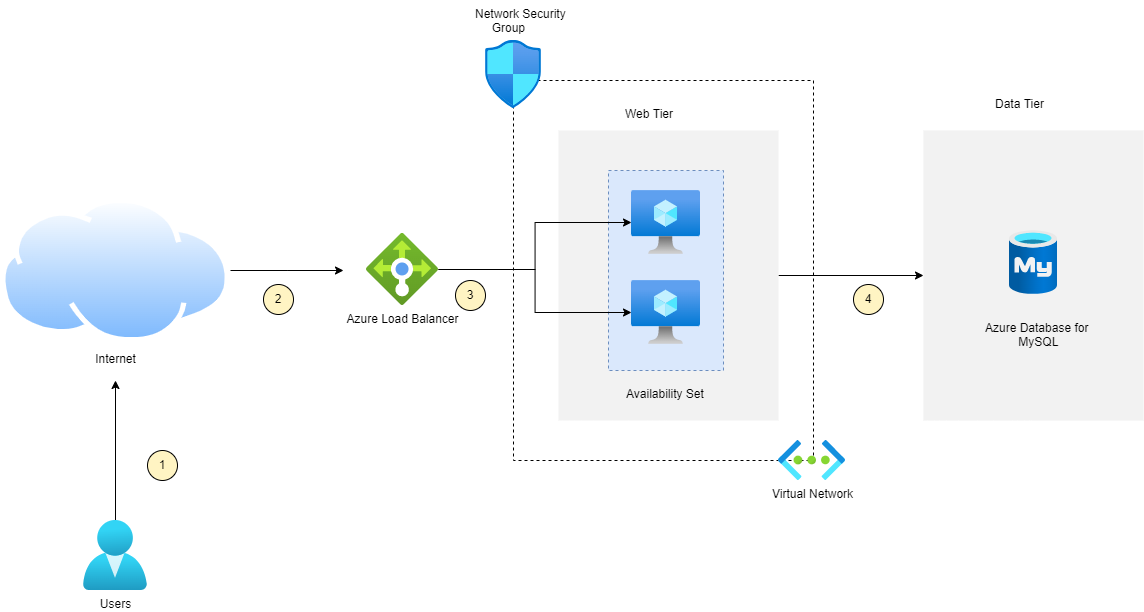 Network Security
Group
Web Tier
Data Tier
My
2
3
4
Azure Load Balancer
Azure Database for
MySQL
Internet
Availability Set
1
Virtual Network
Users